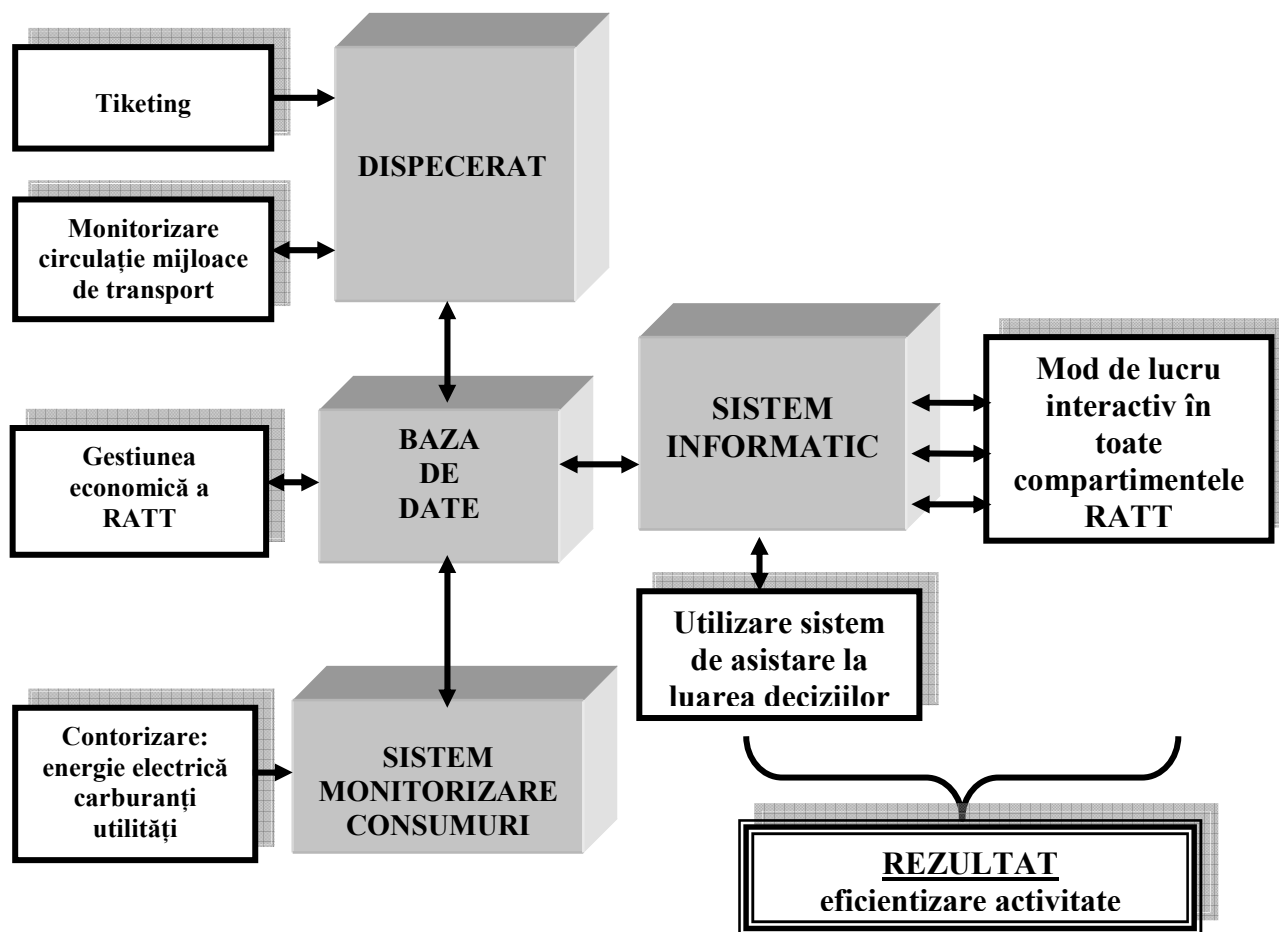 Tiketing
DISPECERAT
Monitorizare
circulație mijloace
de transport
SISTEM
INFORMATIC
Mod de lucru
interactiv în
toate
compartimentele
RATT
BAZA
DE
DATE
Gestiunea
economică a
RATT
Utilizare sistem
de asistare la
luarea deciziilor
Contorizare:
energie electrică
carburanți
utilități
SISTEM
MONITORIZARE
CONSUMURI
REZULTAT
eficientizare activitate